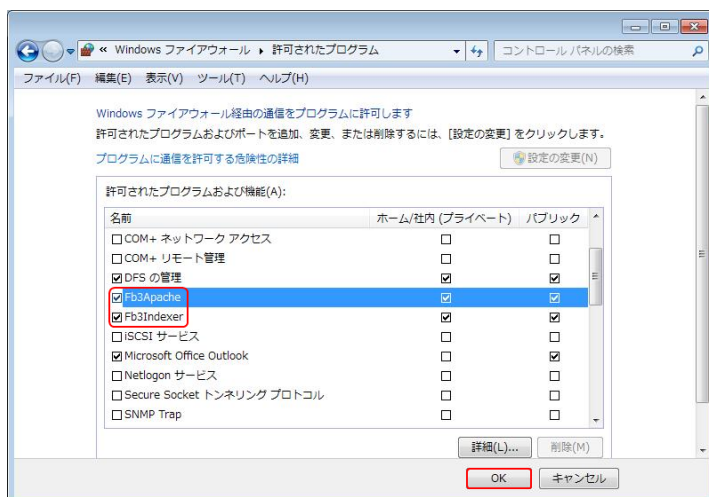 « Windows ファイアウォール ▸ 許可されたプログラム
コントロール パネルの検索
ファイル(F) 編集(E) 表示(V) ツール(T) ヘルプ(H)
Windows ファイアウォール経由の通信をプログラムに許可します
許可されたプログラムおよびポートを追加、変更、または削除するには、[設定の変更] をクリックします。
プログラムに通信を許可する危険性の詳細
設定の変更(N)
許可されたプログラムおよび機能(A):
名前 ホーム/社内 (プライベート) パブリック
COM+ ネットワーク アクセス
COM+ リモート管理
DFS の管理
Fb3Apache
Fb3Indexer
iSCSI サービス
Microsoft Office Outlook
Netlogon サービス
Secure Socket トンネリング プロトコル
SNMP Trap
詳細(L)... 削除(M)
OK キャンセル